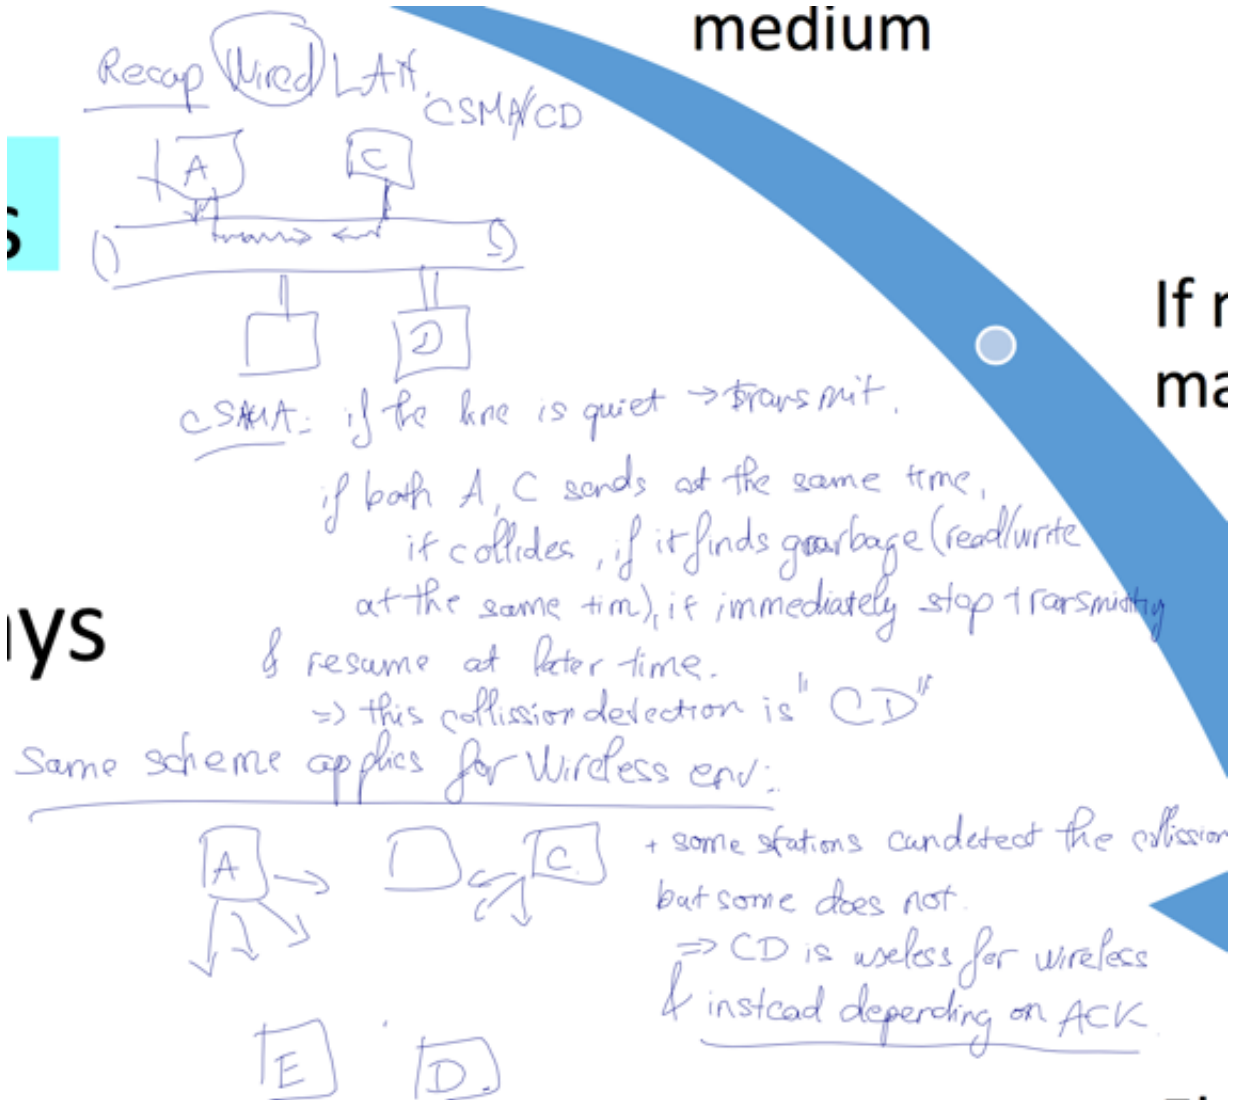 medium
Recap Wired LAN.
CSMA/CD
A
C
s
If r
ma
D
CSMA: if the line is quiet → transmit.
if both A, C sends at the same time,
it collides, if it finds garbage (read/write
at the same tim), it immediately stop transmitting
& resume at later time.
ays
⇒ this collission detection is "CD"
Same scheme applies for Wireless env:
A
C
+ some stations can detect the collission
but some does not.
⇒ CD is useless for wireless
& instead depending on ACK.
E
D